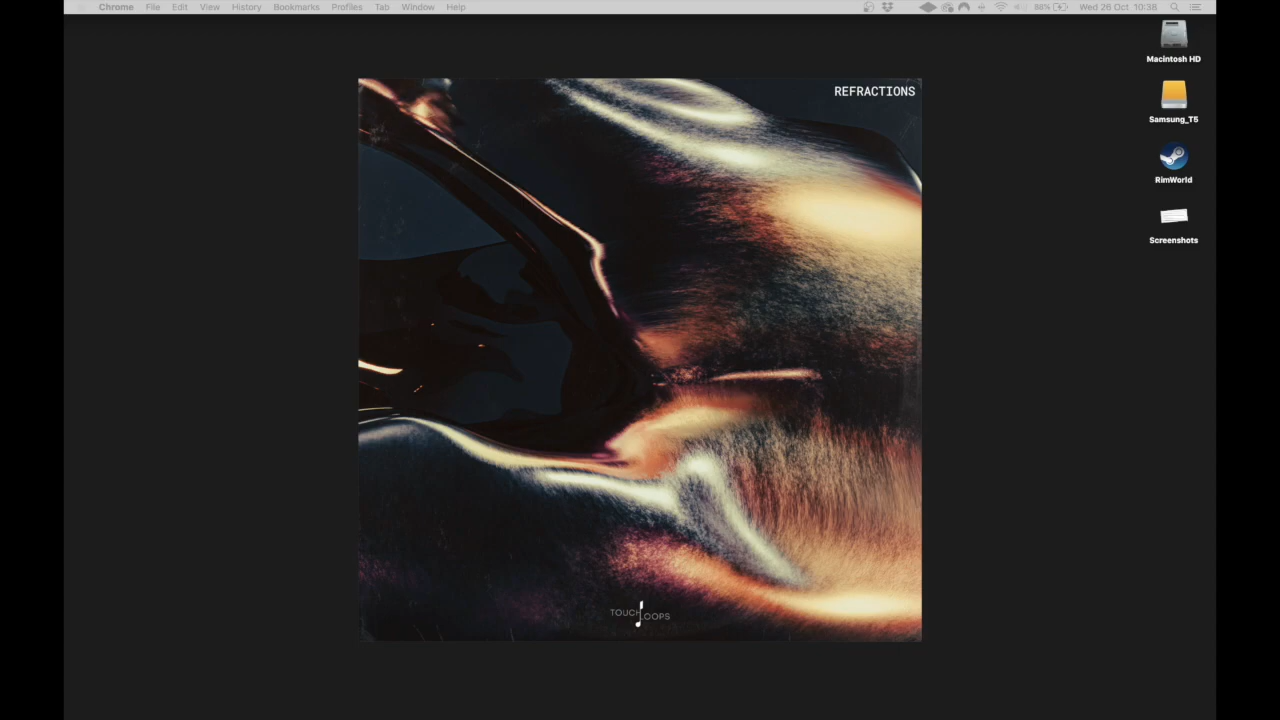 Chrome File Edit View History Bookmarks Profiles Tab Window Help 88% Wed 26 Oct 10:38
Macintosh HD
REFRACTIONS
Samsung_T5
RimWorld
Screenshots
TOUCH LOOPS